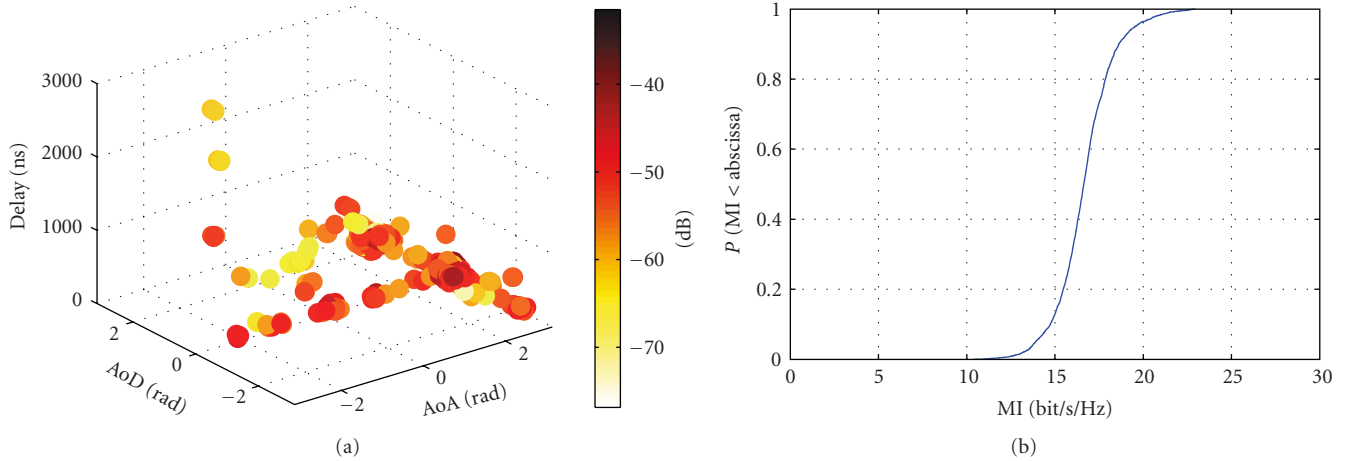 3000
2000
1000
0
Delay (ns)
2
0
−2
AoD (rad)
−2
0
2
AoA (rad)
−40
−50
−60
−70
(dB)
(a)
1
0.8
0.6
0.4
0.2
0
P (MI < abscissa)
0 5 10 15 20 25 30
MI (bit/s/Hz)
(b)